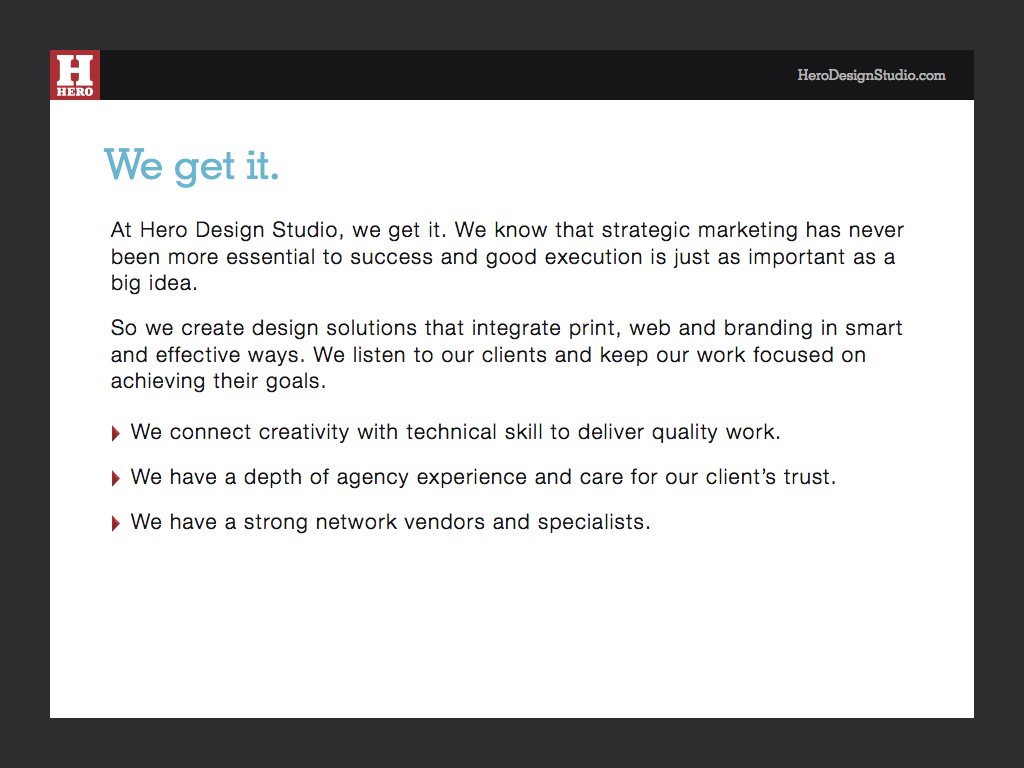 H
HERO
HeroDesignStudio.com
We get it.
At Hero Design Studio, we get it. We know that strategic marketing has never
been more essential to success and good execution is just as important as a
big idea.
So we create design solutions that integrate print, web and branding in smart
and effective ways. We listen to our clients and keep our work focused on
achieving their goals.
We connect creativity with technical skill to deliver quality work.
We have a depth of agency experience and care for our client’s trust.
We have a strong network vendors and specialists.